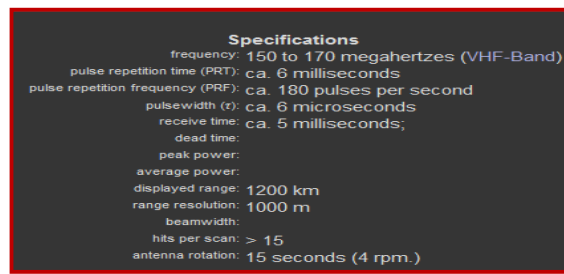 Specifications
frequency: 150 to 170 megahertzes (VHF-Band)
pulse repetition time (PRT): ca. 6 milliseconds
pulse repetition frequency (PRF): ca. 180 pulses per second
pulsewidth (τ): ca. 6 microseconds
receive time: ca. 5 milliseconds;
dead time:
peak power:
average power:
displayed range: 1200 km
range resolution: 1000 m
beamwidth:
hits per scan: > 15
antenna rotation: 15 seconds (4 rpm.)